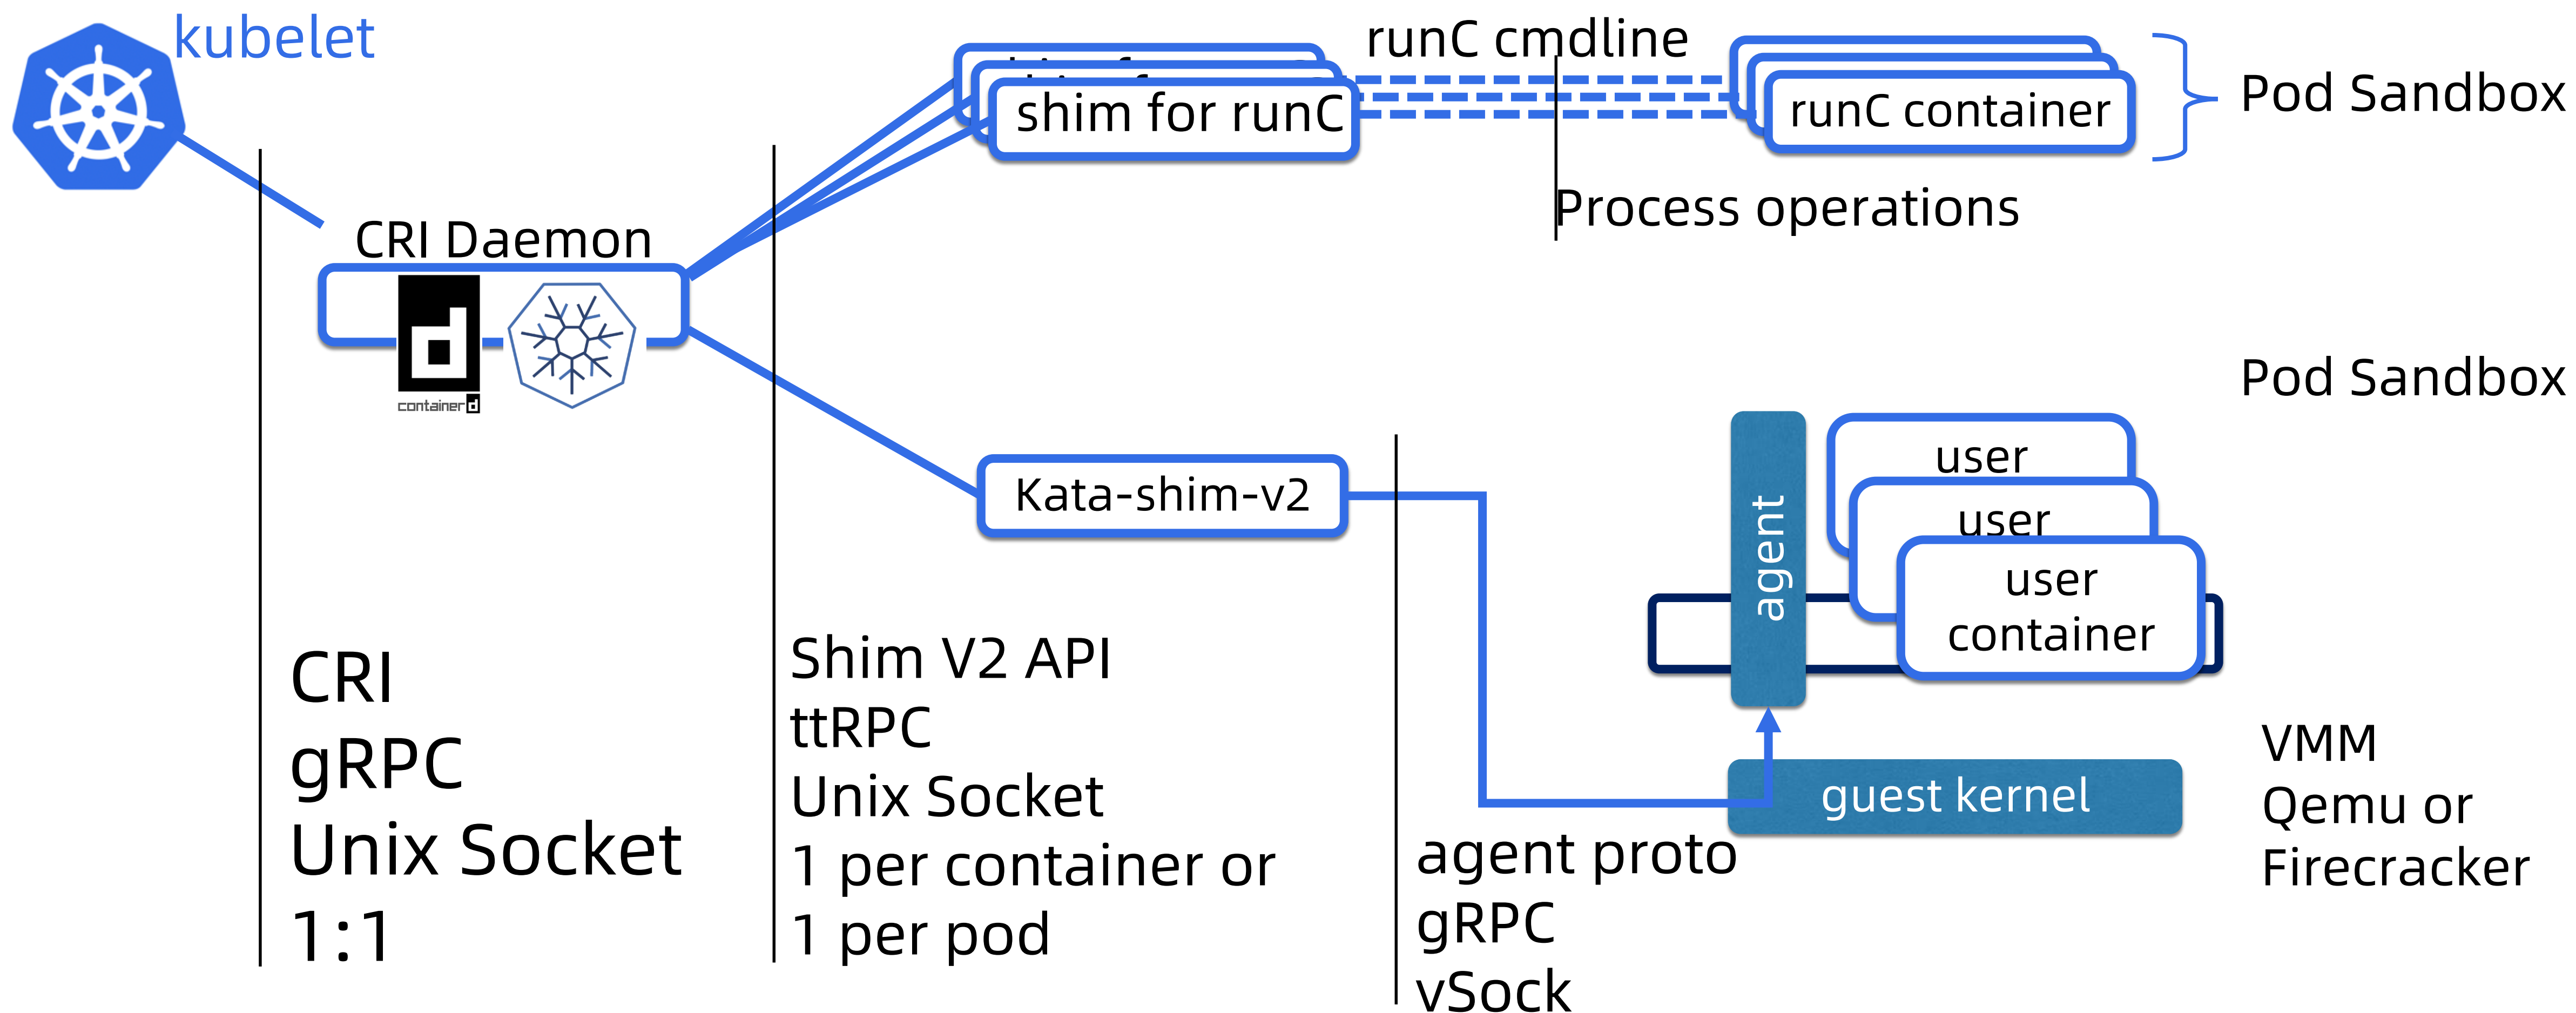 kubelet
runC cmdline
shim for runC
runC container
Pod Sandbox
Process operations
CRI Daemon
containerd
Pod Sandbox
Kata-shim-v2
agent
user
user
user
container
guest kernel
CRI
gRPC
Unix Socket
1:1
Shim V2 API
ttRPC
Unix Socket
1 per container or
1 per pod
agent proto
gRPC
vSock
VMM
Qemu or
Firecracker